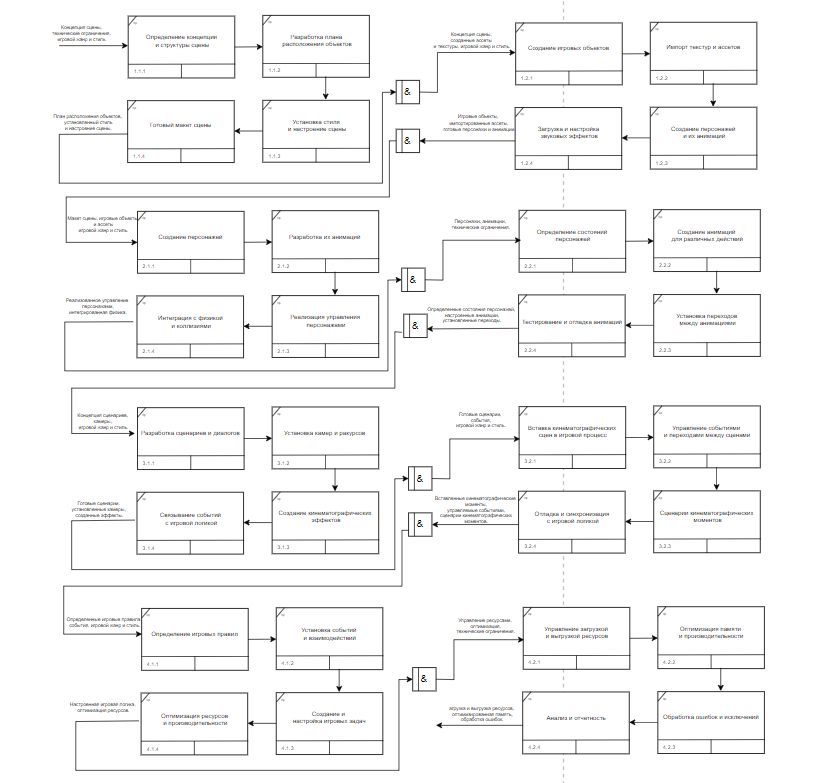 Концепция сцены,
технические ограничения,
игровой жанр и стиль.
Определение концепции
и структуры сцены
1.1.1
Разработка плана
расположения объектов
1.1.2
Концепция сцены,
созданные ассеты
и текстуры, игровой жанр и стиль.
Создание игровых объектов
1.2.1
Импорт текстур и ассетов
1.2.2
&
План расположения объектов,
установленный стиль
и настроение сцены.
Готовый макет сцены
1.1.4
Установка стиля
и настроение сцены
1.1.3
&
Игровые объекты,
импортированные ассеты,
готовые персонажи и анимации
Загрузка и настройка
звуковых эффектов
1.2.4
Создание персонажей
и их анимаций
1.2.3
Макет сцены, игровые объекты
и ассеты
игровой жанр и стиль.
Создание персонажей
2.1.1
Разработка их анимаций
2.1.2
Персонажи, анимации,
технические ограничения.
Определение состояний
персонажей
2.2.1
Создание анимаций
для различных действий
2.2.2
&
Реализованное управление
персонажами,
интегрированная физика.
Интеграция с физикой
и коллизиями
2.1.4
Реализация управления
персонажами
2.1.3
&
Определенные состояния персонажей,
настроенные анимации,
установленные переходы.
Тестирование и отладка анимаций
2.2.4
Установка переходов
между анимациями
2.2.3
Концепция сценариев,
камеры,
игровой жанр и стиль.
Разработка сценариев и диалогов
3.1.1
Установка камер и ракурсов
3.1.2
Готовые сценарии,
события,
игровой жанр и стиль.
Вставка кинематографических
сцен в игровой процесс
3.2.1
Управление событиями
и переходами между сценами
3.2.2
&
Готовые сценарии,
установленные камеры,
созданные эффекты.
Связывание событий
с игровой логикой
3.1.4
Создание кинематографических
эффектов
3.1.3
&
Вставленные кинематографические
моменты,
управляемые событиями,
сценарии кинематографических
моментов.
Отладка и синхронизация
с игровой логикой
3.2.4
Сценарии кинематографических
моментов
3.2.3
Определенные игровые правила
события, игровой жанр и стиль.
Определение игровых правил
4.1.1
Установка событий
и взаимодействий
4.1.2
Управление ресурсами,
оптимизация,
технические ограничения.
Управление загрузкой
и выгрузкой ресурсов
4.2.1
Оптимизация памяти
и производительности
4.2.2
&
Настроенная игровая логика,
оптимизация ресурсов.
Оптимизация ресурсов
и производительности
4.1.4
Создание и
настройка игровых задач
4.1.3
агрузка и выгрузка ресурсов,
оптимизированная память,
обработка ошибок.
Анализ и отчетность
4.2.4
Обработка ошибок и исключений
4.2.3